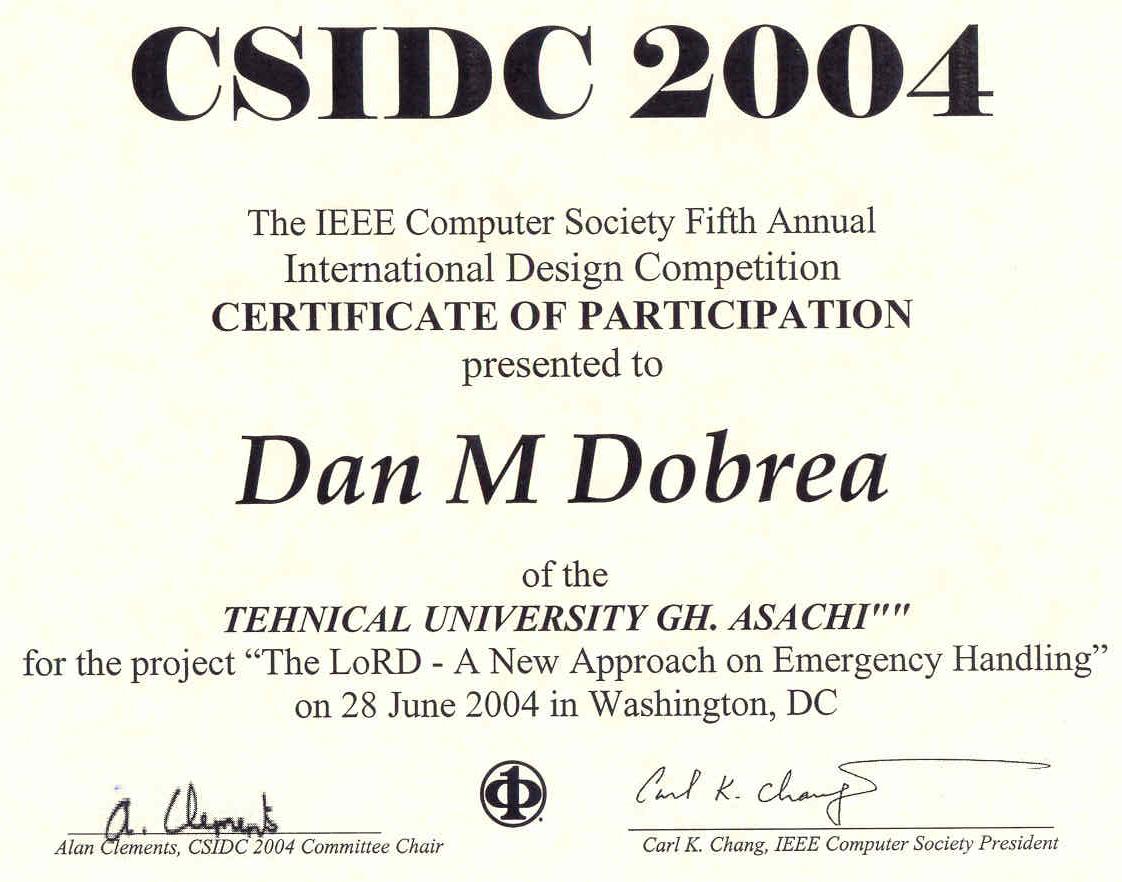 CSIDC 2004
The IEEE Computer Society Fifth Annual
International Design Competition
CERTIFICATE OF PARTICIPATION
presented to
Dan M Dobrea
of the
TEHNICAL UNIVERSITY GH. ASACHI""
for the project “The LoRD - A New Approach on Emergency Handling”
on 28 June 2004 in Washington, DC
A. Clements
Carl K. Chang
Alan Clements, CSIDC 2004 Committee Chair
Carl K. Chang, IEEE Computer Society President